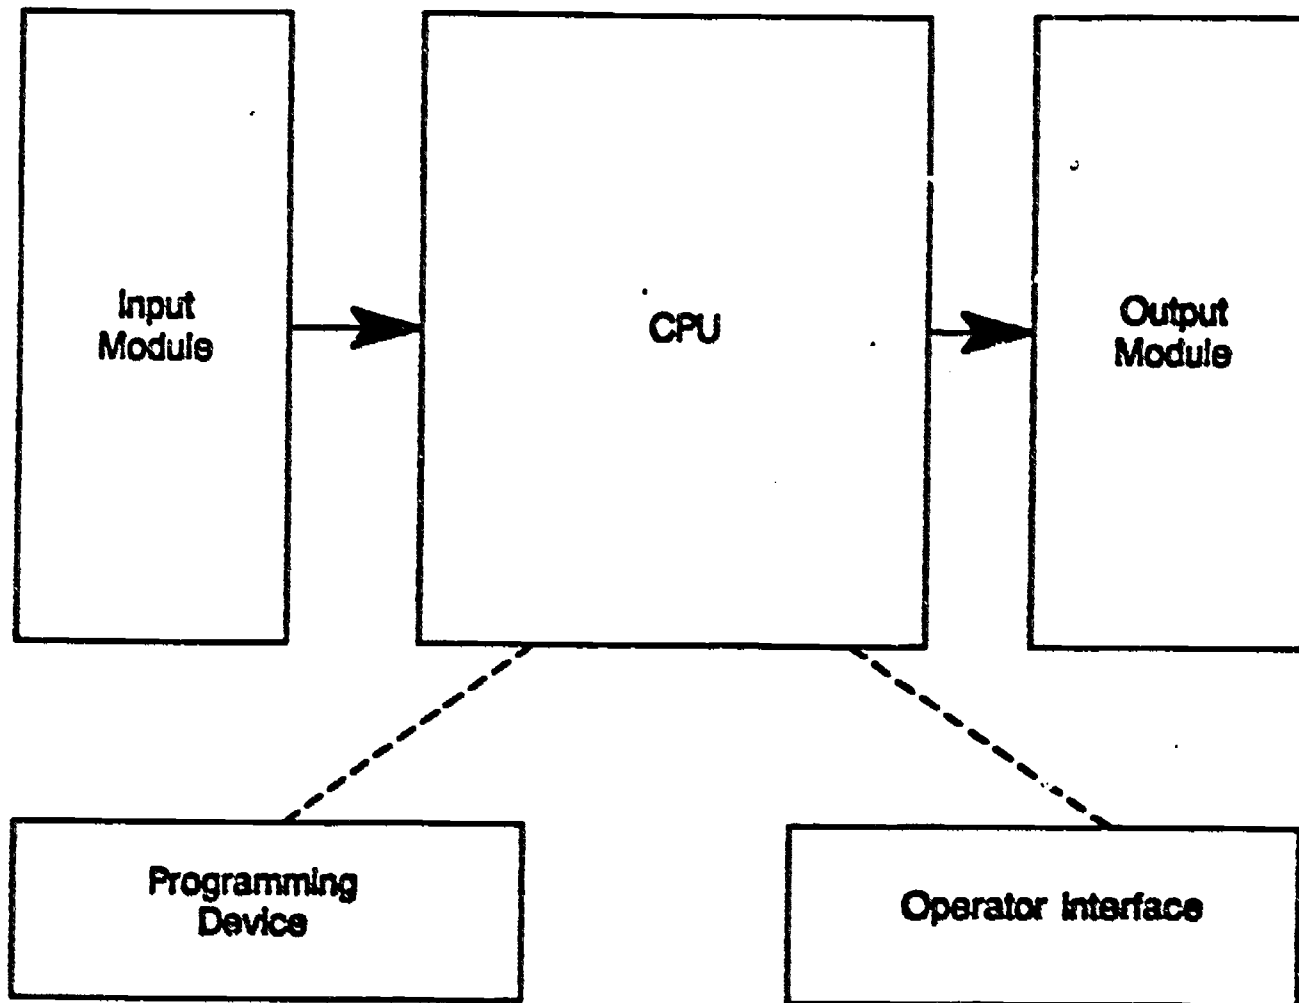 Input
Module
CPU
Output
Module
Programming
Device
Operator Interface